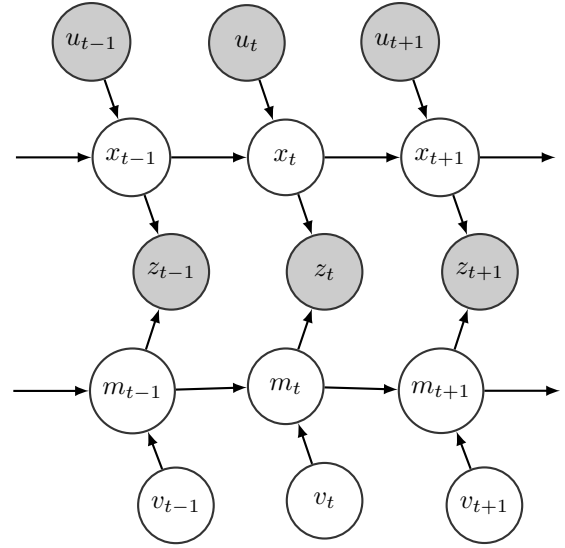 u_{t−1} u_t u_{t+1}
x_{t−1} x_t x_{t+1}
z_{t−1} z_t z_{t+1}
m_{t−1} m_t m_{t+1}
v_{t−1} v_t v_{t+1}